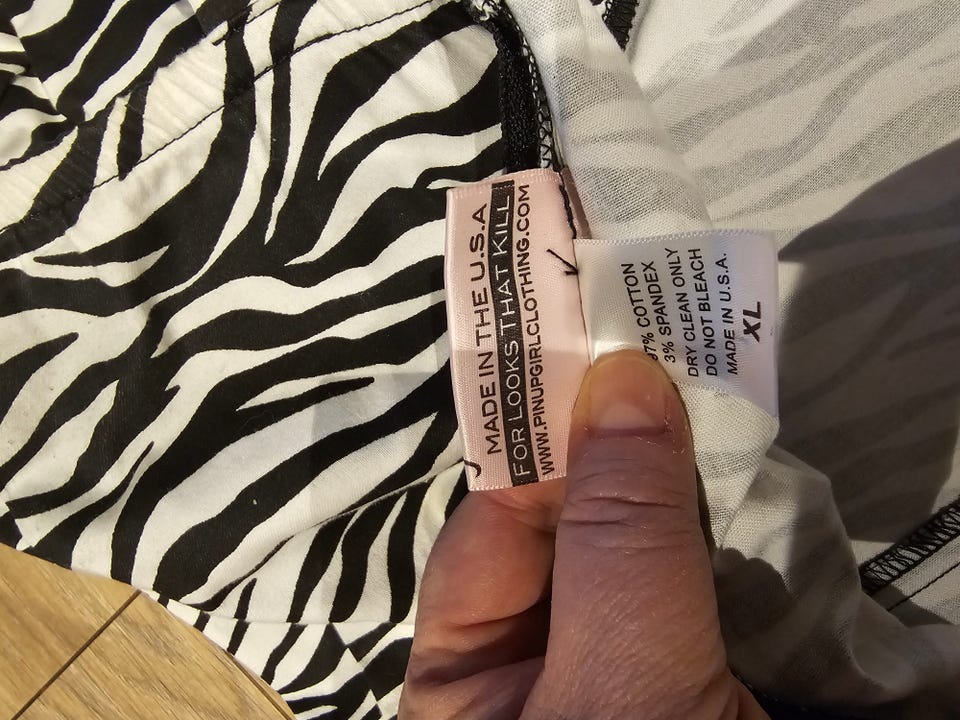 MADE IN THE U.S.A
FOR LOOKS THAT KILL
WWW.PINUPGIRLCLOTHING.COM
97% COTTON
3% SPANDEX
DRY CLEAN ONLY
DO NOT BLEACH
MADE IN U.S.A.
XL